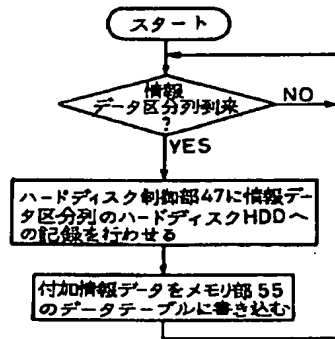 スタート
情報
データ区分列到来
?
NO
YES
ハードディスク制御部47に情報デー
タ区分列のハードディスクHDDへ
の記録を行わせる
付加情報データをメモリ部55
のデータテーブルに書き込む